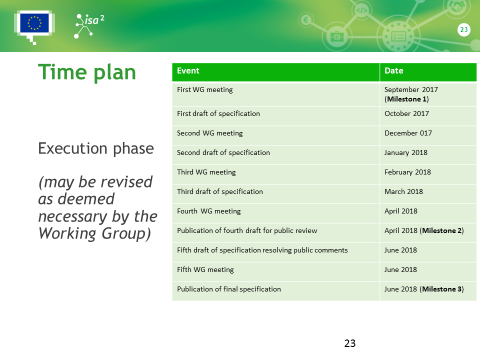 isa²
23
Time plan
Execution phase
(may be revised
as deemed
necessary by the
Working Group)
Event Date
First WG meeting September 2017
(Milestone 1)
First draft of specification October 2017
Second WG meeting December 017
Second draft of specification January 2018
Third WG meeting February 2018
Third draft of specification March 2018
Fourth WG meeting April 2018
Publication of fourth draft for public review April 2018 (Milestone 2)
Fifth draft of specification resolving public comments June 2018
Fifth WG meeting June 2018
Publication of final specification June 2018 (Milestone 3)
23